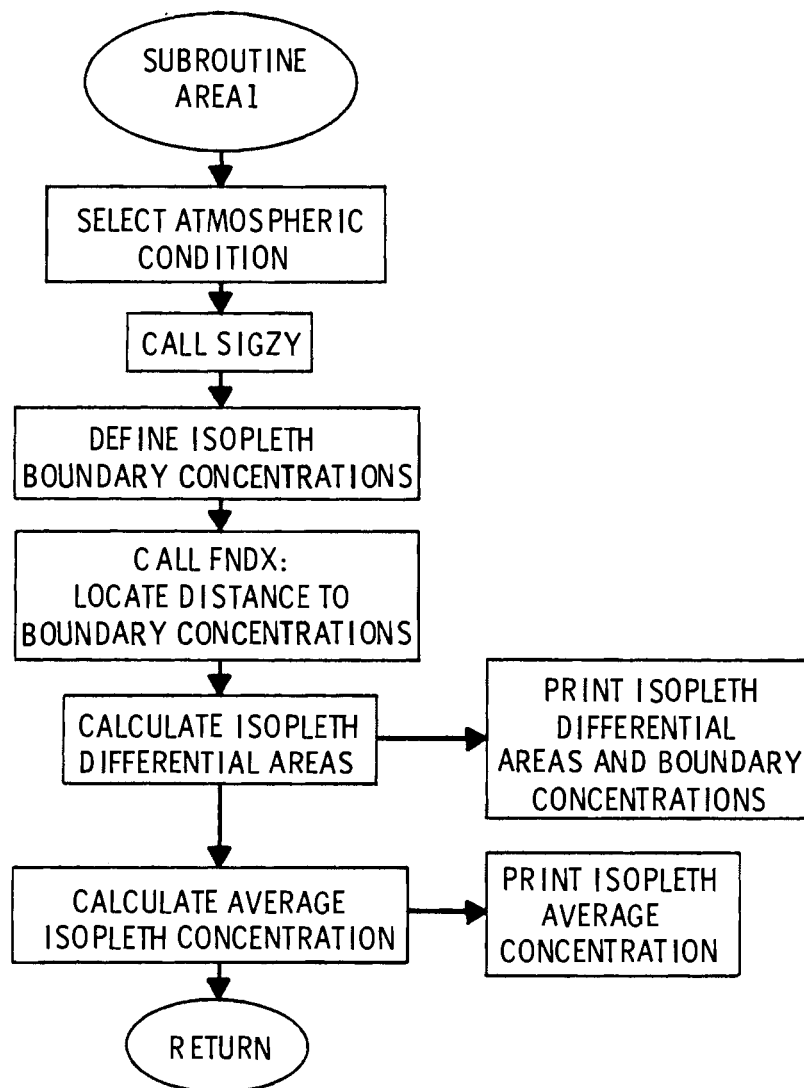 SUBROUTINE
AREA1
SELECT ATMOSPHERIC
CONDITION
CALL SIGZY
DEFINE ISOPLETH
BOUNDARY CONCENTRATIONS
CALL FNDX:
LOCATE DISTANCE TO
BOUNDARY CONCENTRATIONS
CALCULATE ISOPLETH
DIFFERENTIAL AREAS
PRINT ISOPLETH
DIFFERENTIAL
AREAS AND BOUNDARY
CONCENTRATIONS
CALCULATE AVERAGE
ISOPLETH CONCENTRATION
PRINT ISOPLETH
AVERAGE
CONCENTRATION
RETURN